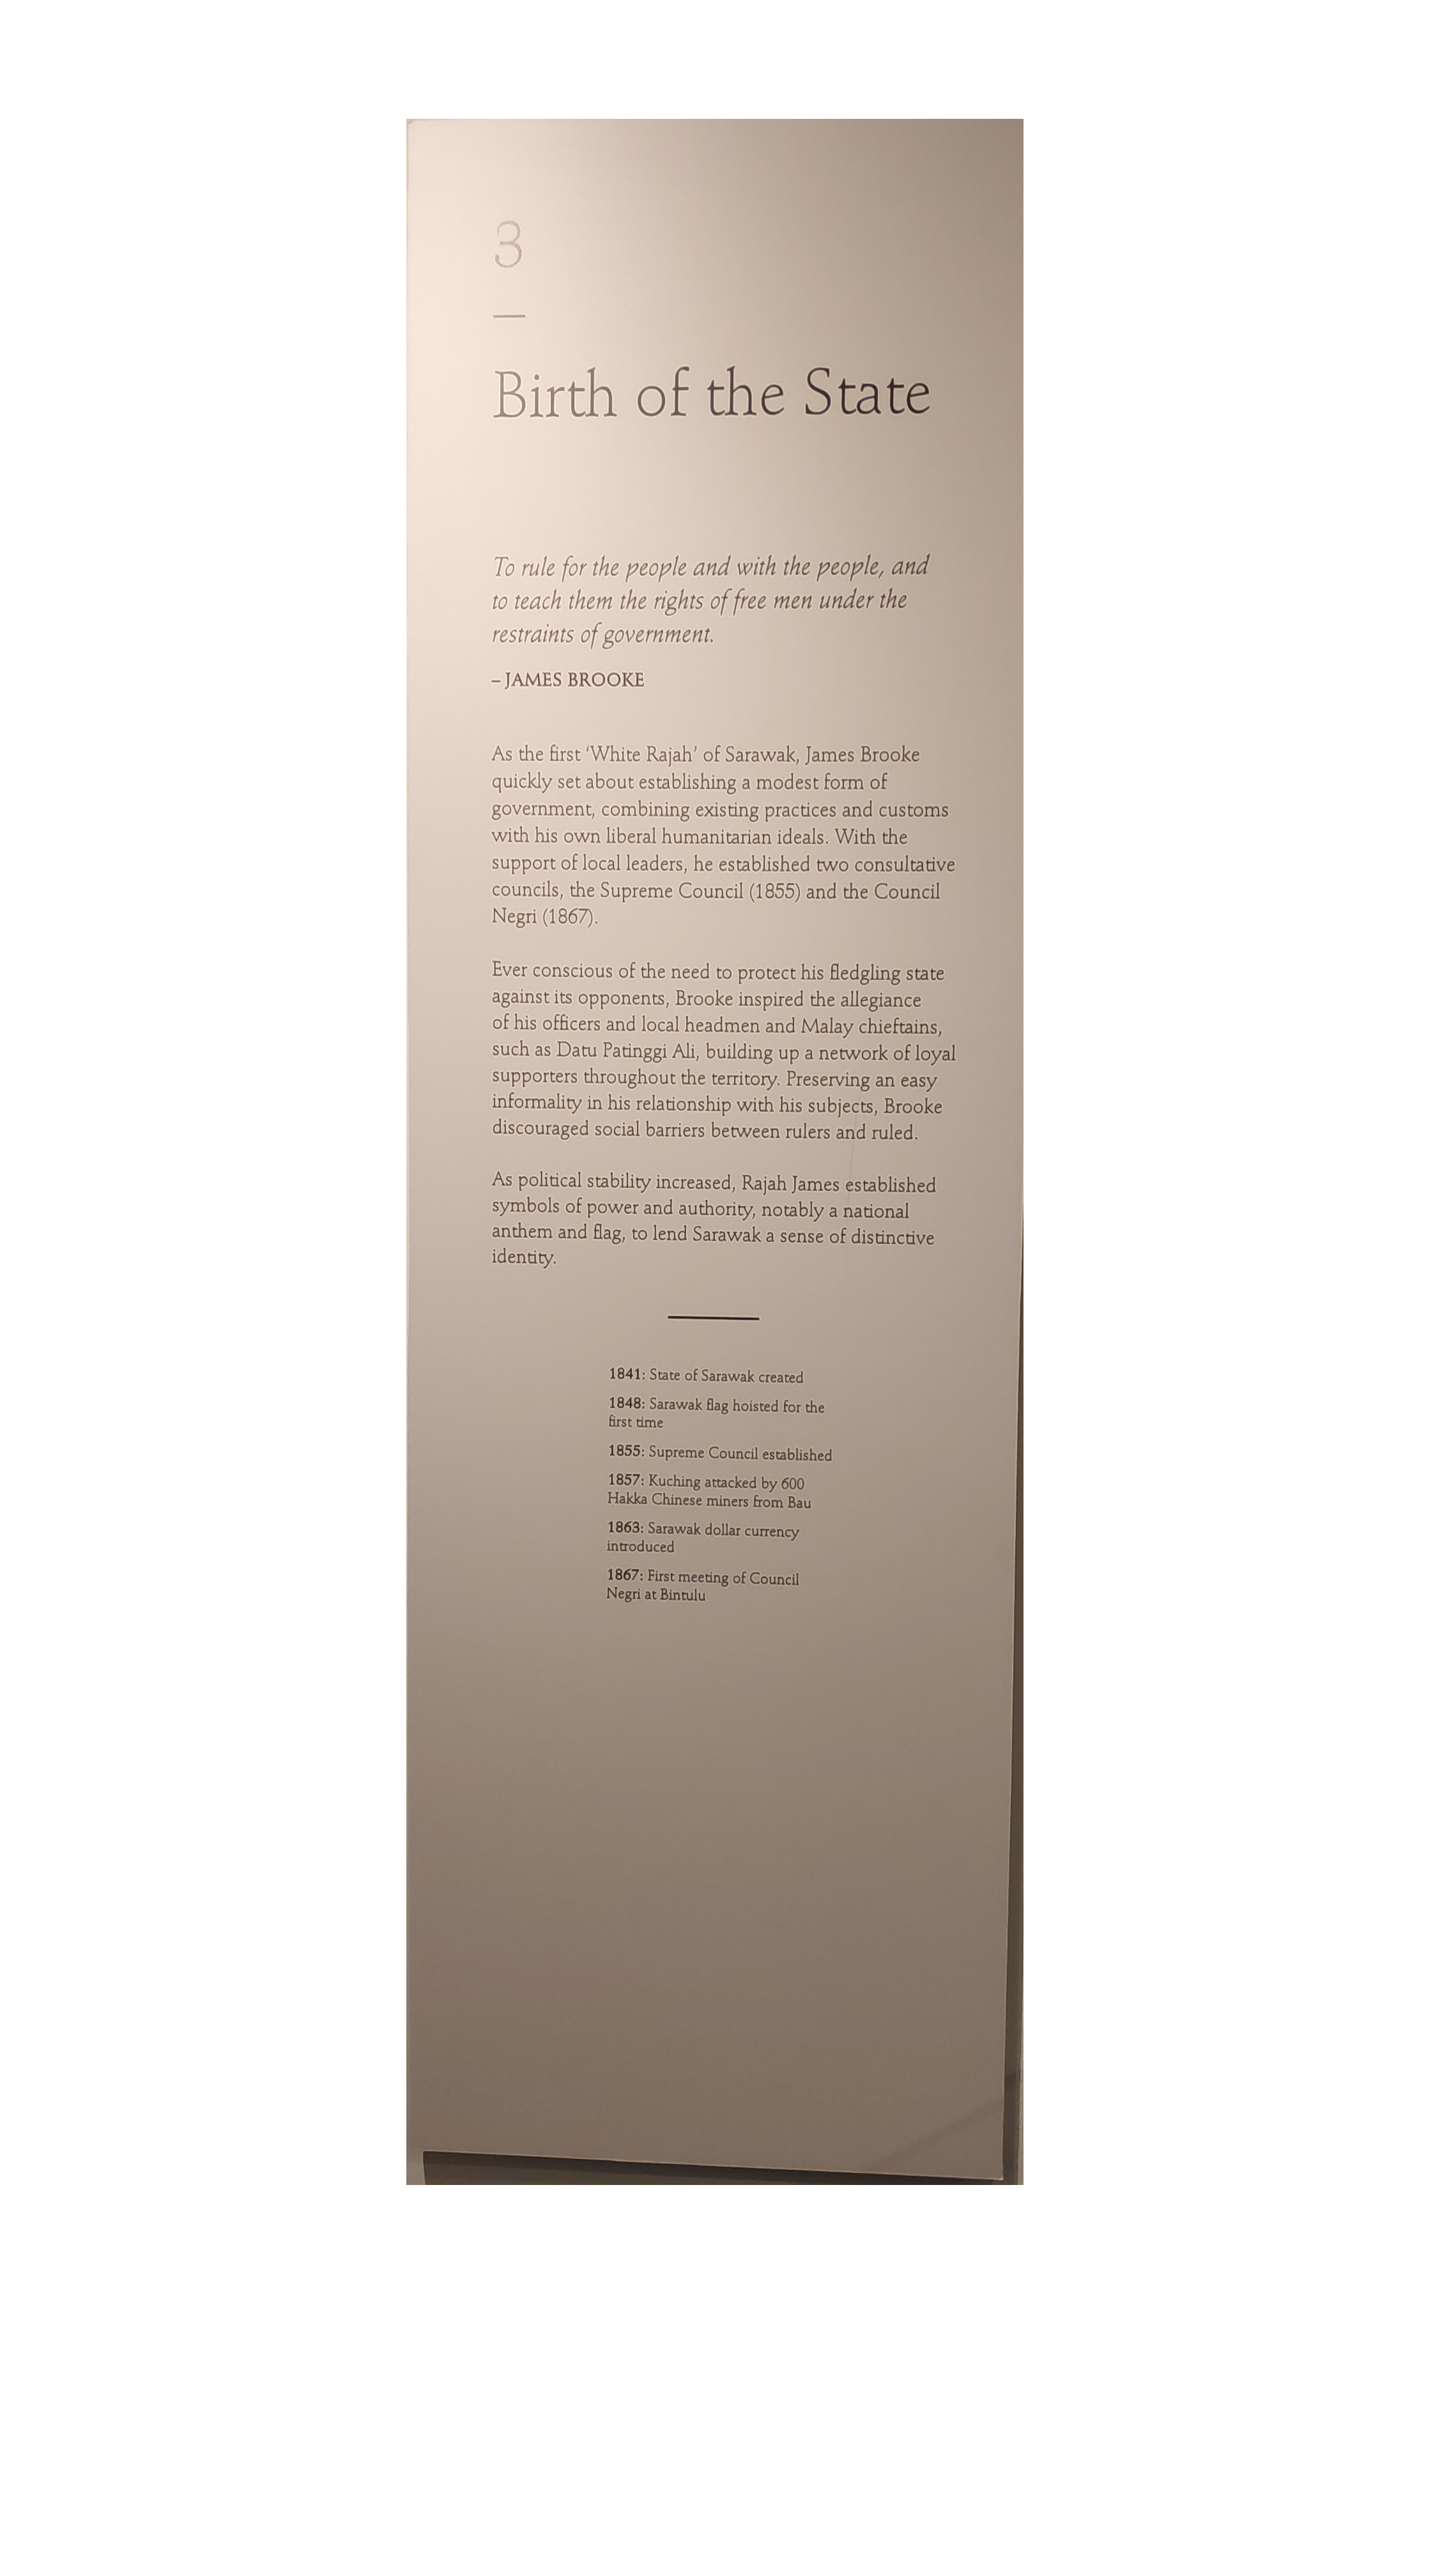 3
Birth of the State
To rule for the people and with the people, and
to teach them the rights of free men under the
restraints of government.
– JAMES BROOKE
As the first ‘White Rajah’ of Sarawak, James Brooke
quickly set about establishing a modest form of
government, combining existing practices and customs
with his own liberal humanitarian ideals. With the
support of local leaders, he established two consultative
councils, the Supreme Council (1855) and the Council
Negri (1867).
Ever conscious of the need to protect his fledgling state
against its opponents, Brooke inspired the allegiance
of his officers and local headmen and Malay chieftains,
such as Datu Patinggi Ali, building up a network of loyal
supporters throughout the territory. Preserving an easy
informality in his relationship with his subjects, Brooke
discouraged social barriers between rulers and ruled.
As political stability increased, Rajah James established
symbols of power and authority, notably a national
anthem and flag, to lend Sarawak a sense of distinctive
identity.
1841: State of Sarawak created
1848: Sarawak flag hoisted for the
first time
1855: Supreme Council established
1857: Kuching attacked by 600
Hakka Chinese miners from Bau
1863: Sarawak dollar currency
introduced
1867: First meeting of Council
Negri at Bintulu